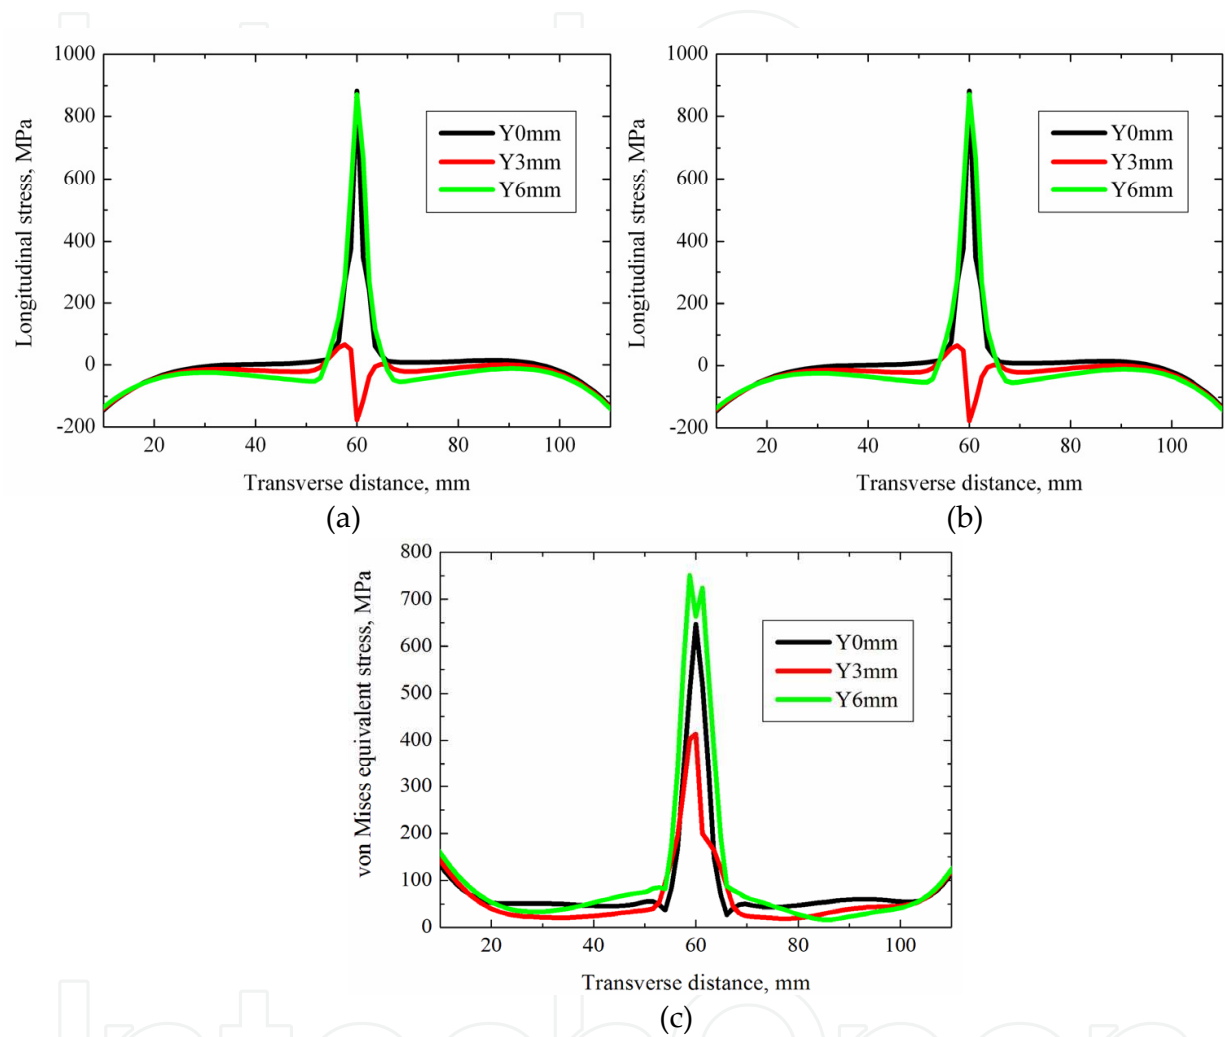 1000
800
600
400
200
0
-200
Longitudinal stress, MPa
Y0mm
Y3mm
Y6mm
20 40 60 80 100
Transverse distance, mm
(a)
1000
800
600
400
200
0
-200
Longitudinal stress, MPa
Y0mm
Y3mm
Y6mm
20 40 60 80 100
Transverse distance, mm
(b)
800
700
600
500
400
300
200
100
0
von Mises equivalent stress, MPa
Y0mm
Y3mm
Y6mm
20 40 60 80 100
Transverse distance, mm
(c)